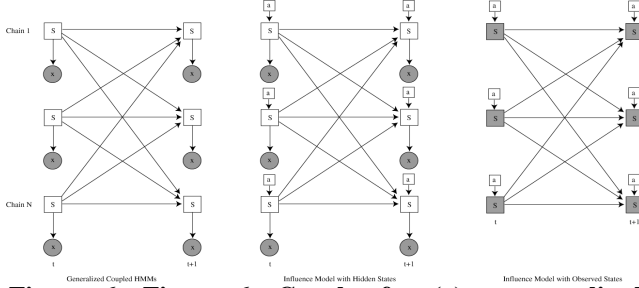 a a a a
Chain 1 S S S S S S
x x x x
a a a a
S S S S S S
x x x x
a a a a
Chain N S S S S S S
t t+1
x x x x
t t+1 t t+1
Generalized Coupled HMMs Influence Model with Hidden States Influence Model with Observed States